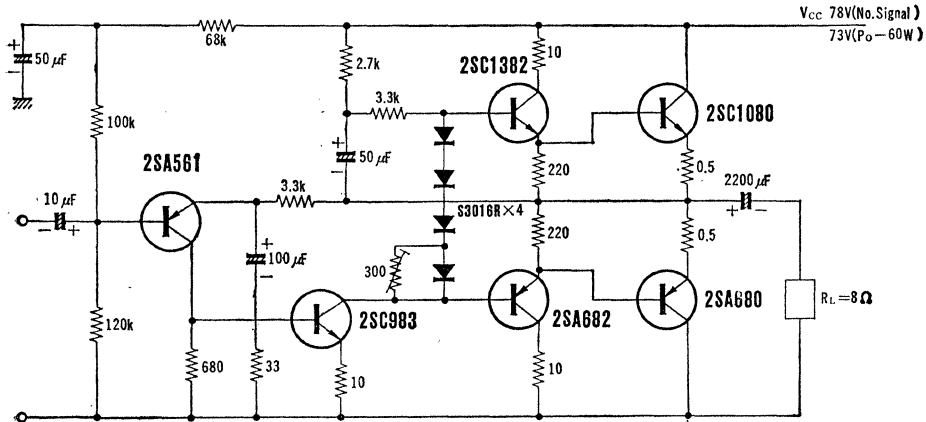 Vcc 78V(No.Signal)
73V(Po−60W)
68k
10
50μF
2.7k
2SC1382
3.3k
100k
2SC1080
2SA561
50μF
220
0.5
3.3k
2200μF
10μF
S3016R×4
220
0.5
100μF
300
RL=8Ω
2SC983
2SA682
2SA680
120k
680
33
10
10